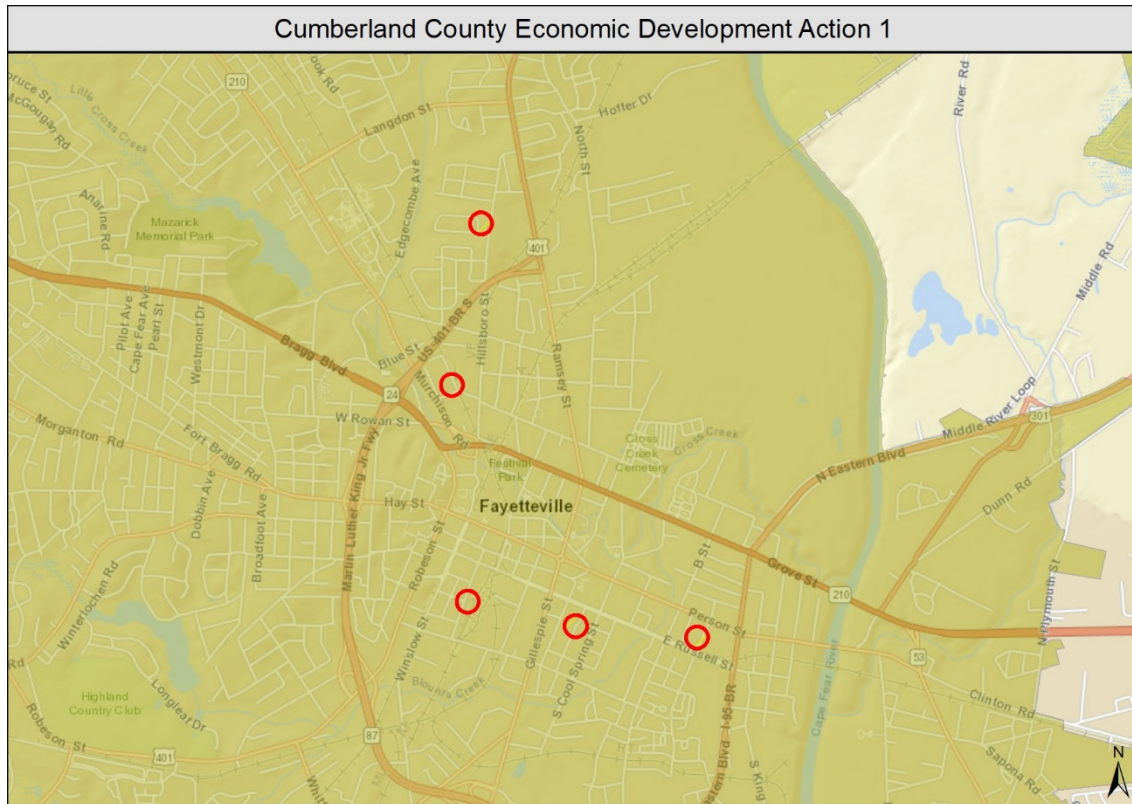 Cumberland County Economic Development Action 1
210
Langdon St
Hoffer Dr
North St
River Rd
McGougan Rd
Little Cross Creek
Edgecombe Ave
Anarine Rd
Mazarick
Memorial Park
401
Middle Rd
Pilot Ave
Cape Fear Ave
Pearl St
Westmont Dr
Bragg Blvd
Blue St
US-401-BR S
Hillsboro St
Ramsey St
24
Murchison Rd
W Rowan St
Middle River Loop
301
Morganton Rd
Fort Bragg Rd
Cross
Creek
Cemetery
Cross Creek
N Eastern Blvd
Festival
Park
Dobbin Ave
Broadfoot Ave
Martin Luther King Jr Fwy
Hay St
Fayetteville
Dunn Rd
Robeson St
B St
Grove St
210
N Plymouth St
Winterlochen Rd
Winslow St
Gillespie St
S Cool Spring St
Person St
E Russell St
53
Clinton Rd
Rd
Highland
Country Club
Longleaf Dr
Blounts Creek
Cape Fear River
Robeson St
401
87
Eastern Blvd
I-95-BR
S King
Sapona Rd
N